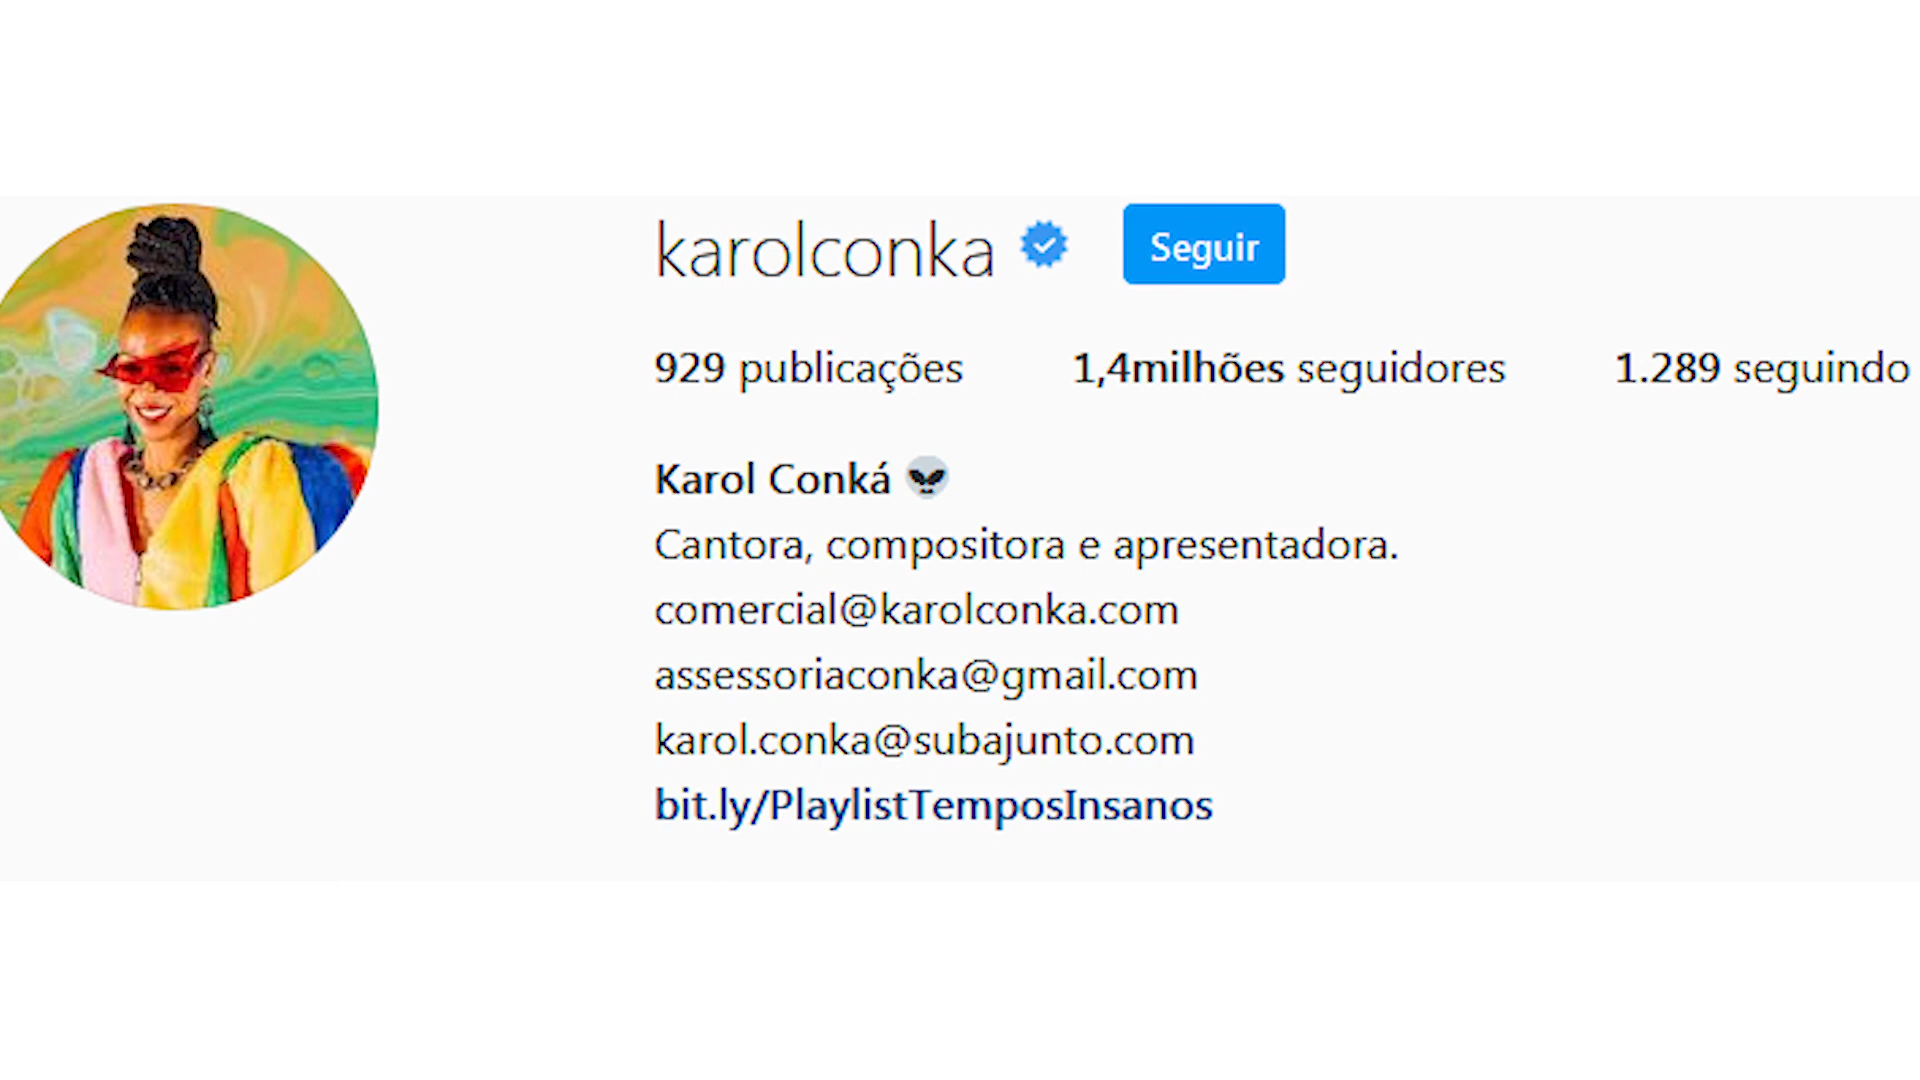 karolconka Seguir
929 publicações 1,4milhões seguidores 1.289 seguindo
Karol Conká 👽
Cantora, compositora e apresentadora.
comercial@karolconka.com
assessoriaconka@gmail.com
karol.conka@subajunto.com
bit.ly/PlaylistTemposInsanos